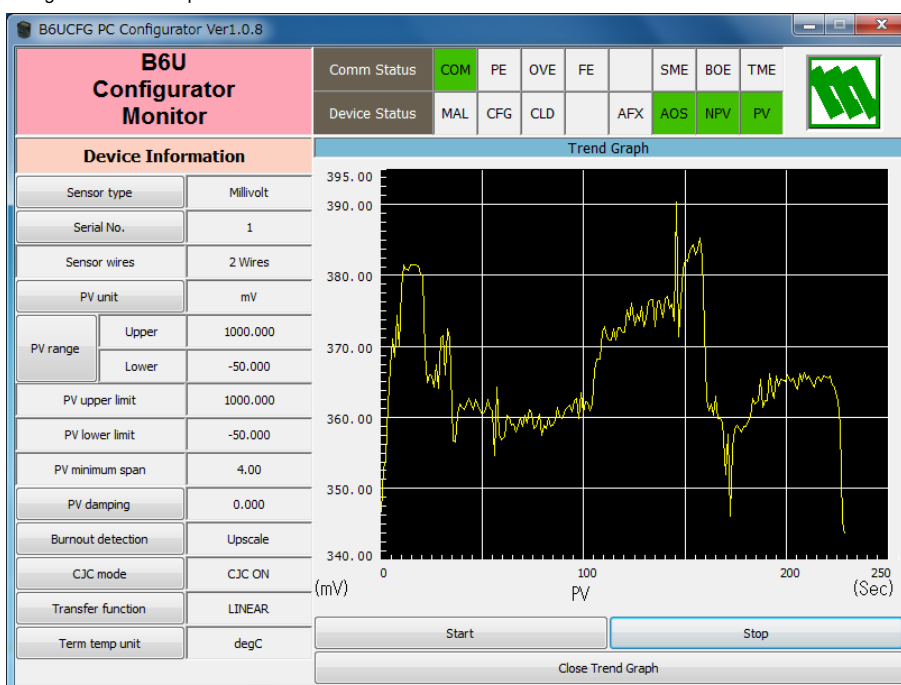 B6UCFG PC Configurator Ver1.0.8
B6U
Configurator
Monitor
Comm Status COM PE OVE FE SME BOE TME
Device Status MAL CFG CLD AFX AOS NPV PV
Device Information
Sensor type Millivolt
Serial No. 1
Sensor wires 2 Wires
PV unit mV
PV range Upper 1000.000
Lower -50.000
PV upper limit 1000.000
PV lower limit -50.000
PV minimum span 4.00
PV damping 0.000
Burnout detection Upscale
CJC mode CJC ON
Transfer function LINEAR
Term temp unit degC
Trend Graph
395.00
390.00
380.00
370.00
360.00
350.00
340.00
0 100 200 250
(mV) PV (Sec)
Start Stop
Close Trend Graph